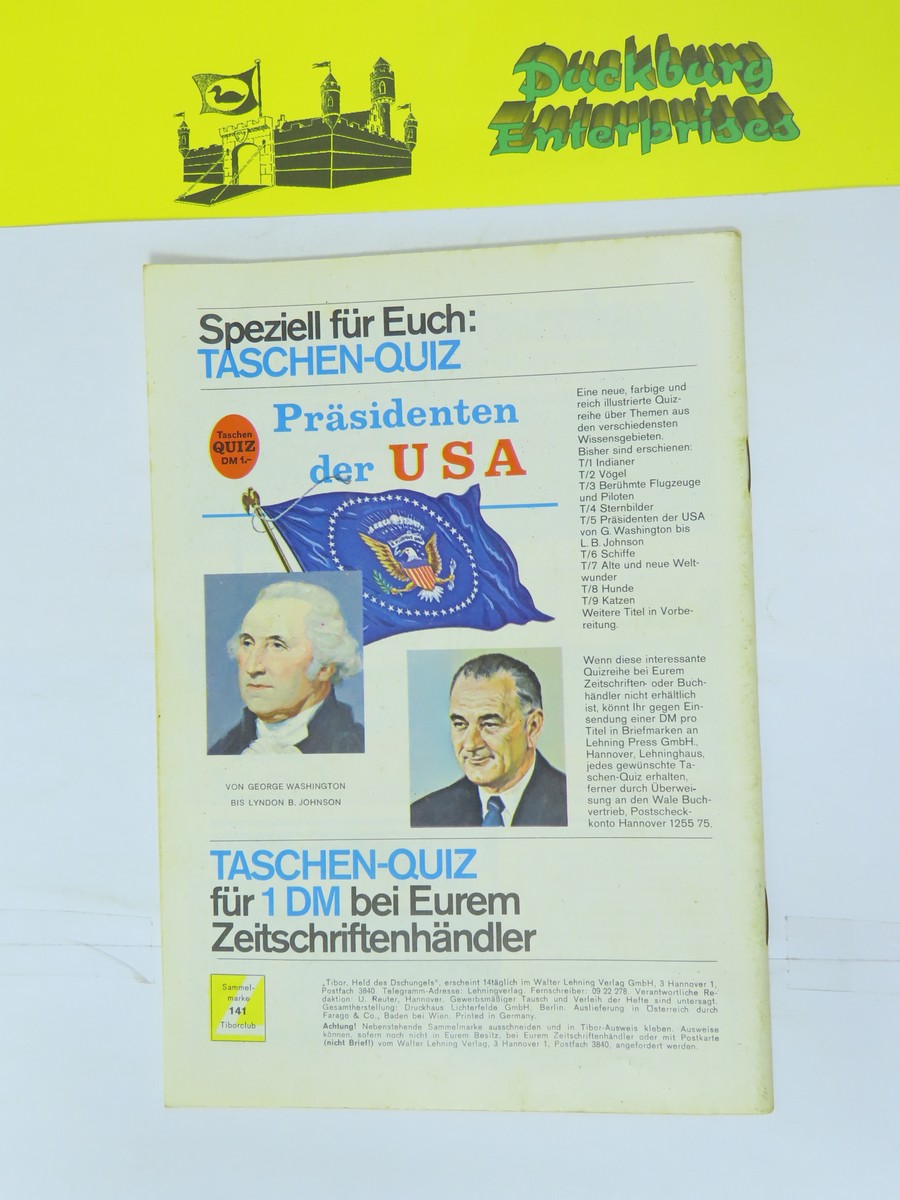 Duckburg
Enterprises
Speziell für Euch:
TASCHEN-QUIZ
Taschen
QUIZ
DM 1.-
Präsidenten
der USA
VON GEORGE WASHINGTON
BIS LYNDON B. JOHNSON
Eine neue, farbige und
reich illustrierte Quiz-
reihe über Themen aus
den verschiedensten
Wissensgebieten.
Bisher sind erschienen:
T/1 Indianer
T/2 Vögel
T/3 Berühmte Flugzeuge
und Piloten
T/4 Sternbilder
T/5 Präsidenten der USA
von G. Washington bis
L. B. Johnson
T/6 Schiffe
T/7 Alte und neue Welt-
wunder
T/8 Hunde
T/9 Katzen
Weitere Titel in Vorbe-
reitung.
Wenn diese interessante
Quizreihe bei Eurem
Zeitschriften- oder Buch-
händler nicht erhältlich
ist, könnt Ihr gegen Ein-
sendung einer DM pro
Titel in Briefmarken an
Lehning Press GmbH.,
Hannover, Lehninghaus,
jedes gewünschte Ta-
schen-Quiz erhalten,
ferner durch Überwei-
sung an den Wale Buch-
vertrieb, Postscheck-
konto Hannover 1255 75.
TASCHEN-QUIZ
für 1 DM bei Eurem
Zeitschriftenhändler
Sammel-
marke
141
Tiborclub
„Tibor, Held des Dschungels", erscheint 14täglich im Walter Lehning Verlag GmbH, 3 Hannover 1,
Postfach 3840. Telegramm-Adresse: Lehningverlag. Fernschreiber: 09 22 278. Verantwortliche Re-
daktion: U. Reuter, Hannover. Gewerbsmäßiger Tausch und Verleih der Hefte sind untersagt.
Gesamtherstellung: Druckhaus Lichterfelde GmbH, Berlin. Auslieferung in Österreich durch
Farago & Co., Baden bei Wien. Printed in Germany.
Achtung! Nebenstehende Sammelmarke ausschneiden und in Tibor-Ausweis kleben. Ausweise
können, sofern noch nicht in Eurem Besitz, bei Eurem Zeitschriftenhändler oder mit Postkarte
(nicht Brief!) vom Walter Lehning Verlag, 3 Hannover 1, Postfach 3840, angefordert werden.